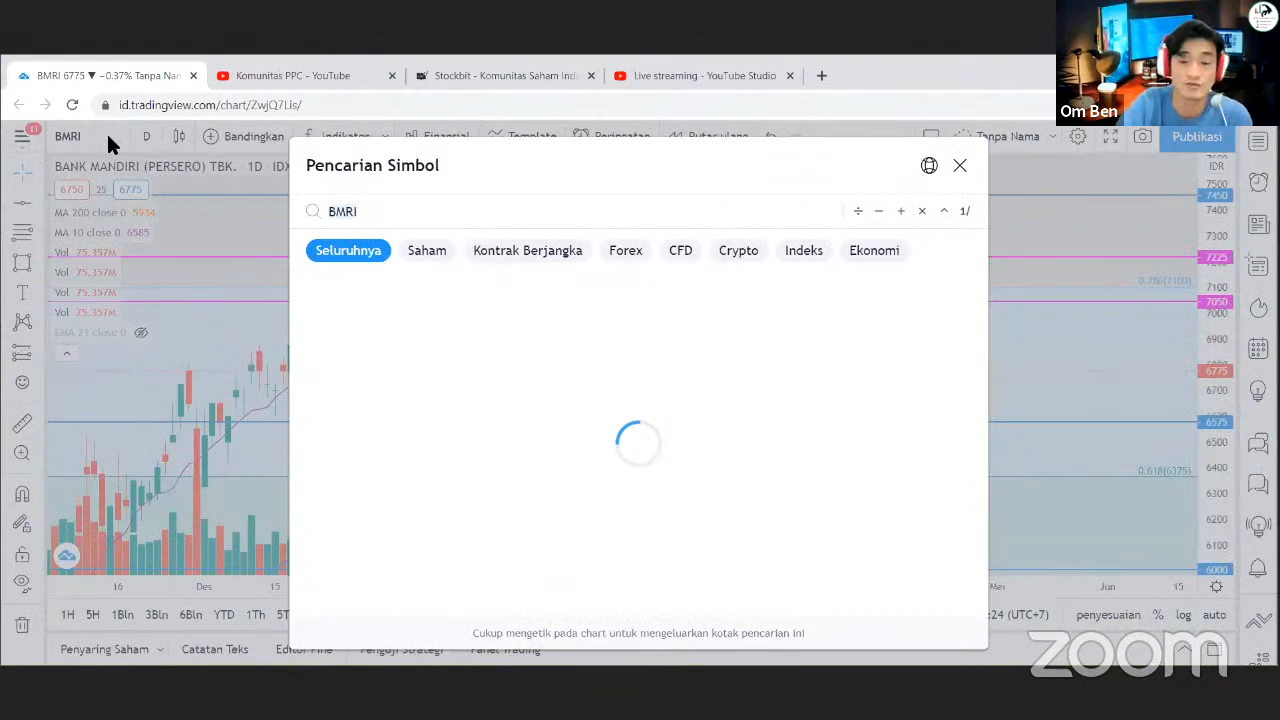 BMRI 6775 ▼ −0.37% Tanpa Nan
Komunitas PPC - YouTube
Stockbit - Komunitas Saham Ind
Live streaming - YouTube Studio
id.tradingview.com/chart/ZwjQ7Lis/
Om Ben
11
BMRI
D
Bandingkan
Indikator
Finansial
Template
Peringatan
Putar ulang
Tanpa Nama
Publikasi
BANK MANDIRI (PERSERO) TBK. 1D IDX
6750 25 6775
MA 200 close 0 5934
MA 10 close 0 6585
Vol 75.357M
Vol 75.357M
Vol 75.357M
Vol 75.357M
EMA 21 close 0
Pencarian Simbol
BMRI
÷ − + × ^ 1/
Seluruhnya Saham Kontrak Berjangka Forex CFD Crypto Indeks Ekonomi
Cukup mengetik pada chart untuk mengeluarkan kotak pencarian ini
IDR
7500
7450
7400
7300
7225
0.786(7100)
7100
7050
7000
6900
6775
6700
6575
6500
0.618(6375)
6400
6300
6200
6100
6000
16 Des 15
Mei Jun 15
1H 5H 1Bln 3Bln 6Bln YTD 1Th 5T
:24 (UTC+7) penyesuaian % log auto
Penyaring Saham Catatan Teks Editor Pine Penguji Strategi Panel Trading
zoom